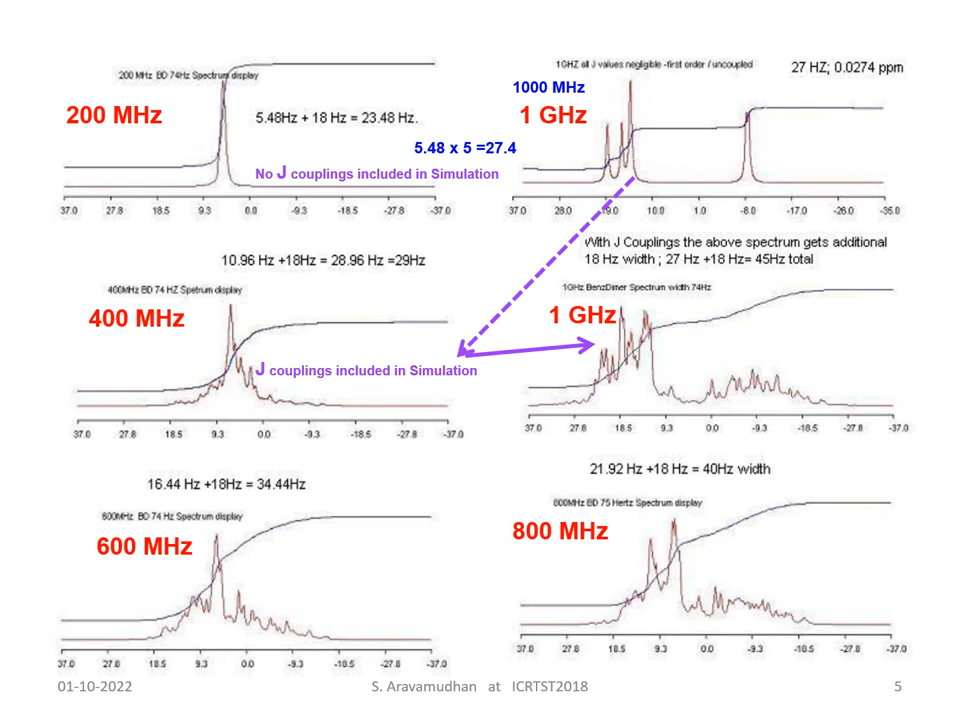 200 MHz BD 74Hz Spectrum display
200 MHz
5.48Hz + 18 Hz = 23.48 Hz.
No J couplings included in Simulation
37.0 27.8 18.5 9.3 0.0 -9.3 -18.5 -27.8 -37.0
1GHZ all J values negligible -first order / uncoupled
27 HZ; 0.0274 ppm
1000 MHz
1 GHz
5.48 x 5 =27.4
37.0 28.0 19.0 10.0 1.0 -8.0 -17.0 -26.0 -35.0
10.96 Hz +18Hz = 28.96 Hz =29Hz
400MHz BD 74 HZ Spetrum display
400 MHz
J couplings included in Simulation
37.0 27.8 18.5 9.3 0.0 -9.3 -18.5 -27.8 -37.0
With J Couplings the above spectrum gets additional
18 Hz width ; 27 Hz +18 Hz= 45Hz total
1GHz BenzDimer Spectrum width 74Hz
1 GHz
37.0 27.8 18.5 9.3 0.0 -9.3 -18.5 -27.8 -37.0
16.44 Hz +18Hz = 34.44Hz
600MHz BD 74 Hz Spectrum display
600 MHz
37.0 27.8 18.5 9.3 0.0 -9.3 -18.5 -27.8 -37.0
21.92 Hz +18 Hz = 40Hz width
800MHz BD 75 Hertz Spectrum display
800 MHz
37.0 27.8 18.5 9.3 0.0 -9.3 -18.5 -27.8 -37.0
01-10-2022
S. Aravamudhan at ICRTST2018
5